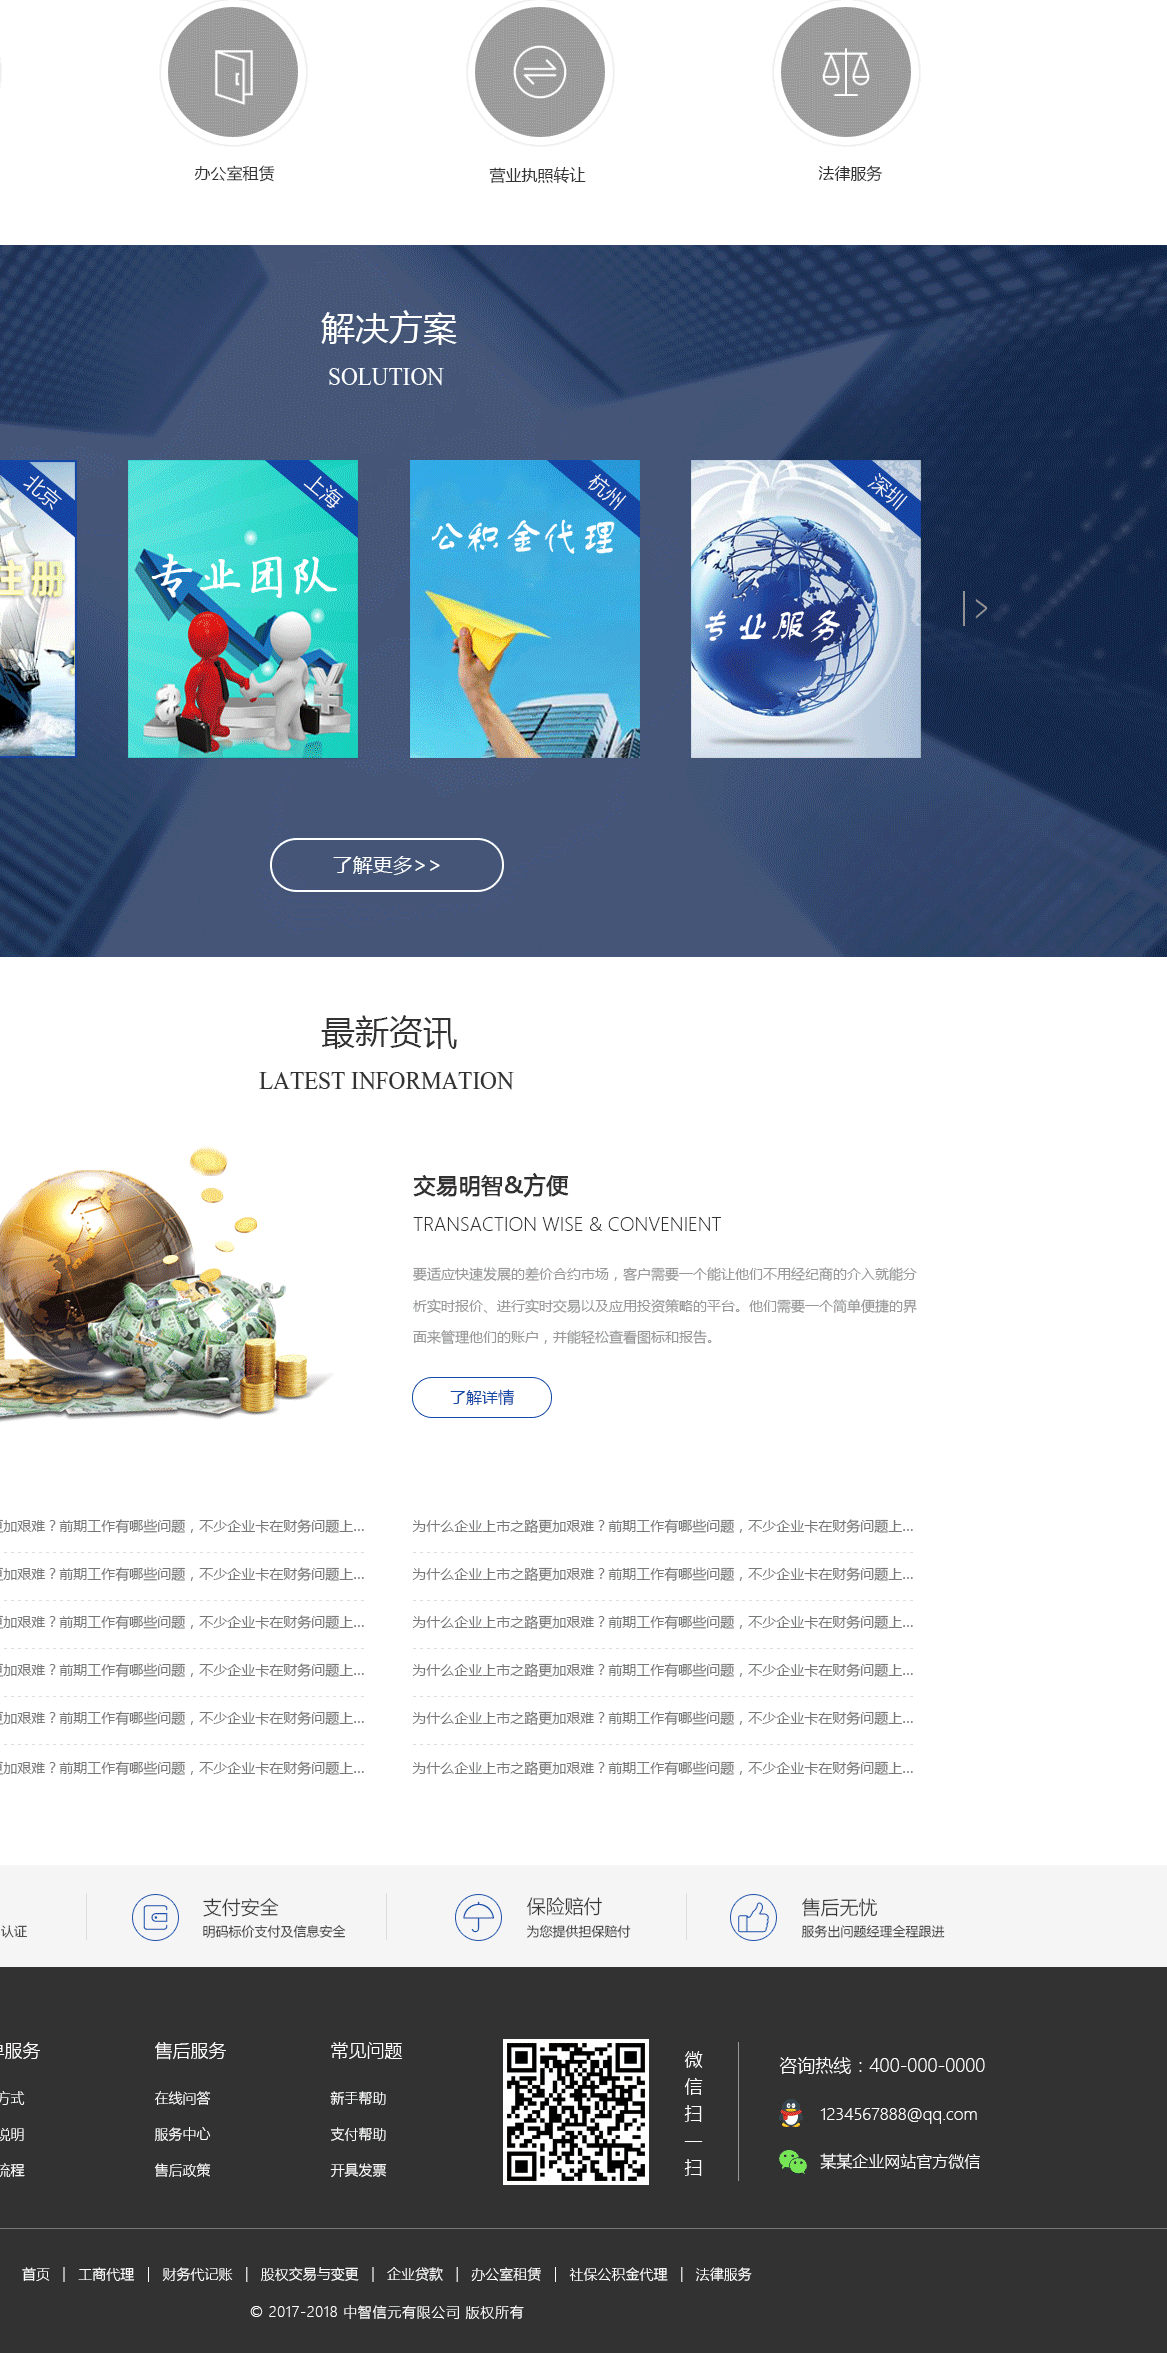 办公室租赁
营业执照转让
法律服务
解决方案
SOLUTION
北京
注册
上海
专业团队
杭州
公积金代理
深圳
专业服务
了解更多>>
最新资讯
LATEST INFORMATION
交易明智&方便
TRANSACTION WISE & CONVENIENT
要适应快速发展的差价合约市场，客户需要一个能让他们不用经纪商的介入就能分
析实时报价、进行实时交易以及应用投资策略的平台。他们需要一个简单便捷的界
面来管理他们的账户，并能轻松查看图标和报告。
了解详情
更加艰难？前期工作有哪些问题，不少企业卡在财务问题上...
为什么企业上市之路更加艰难？前期工作有哪些问题，不少企业卡在财务问题上...
更加艰难？前期工作有哪些问题，不少企业卡在财务问题上...
为什么企业上市之路更加艰难？前期工作有哪些问题，不少企业卡在财务问题上...
更加艰难？前期工作有哪些问题，不少企业卡在财务问题上...
为什么企业上市之路更加艰难？前期工作有哪些问题，不少企业卡在财务问题上...
更加艰难？前期工作有哪些问题，不少企业卡在财务问题上...
为什么企业上市之路更加艰难？前期工作有哪些问题，不少企业卡在财务问题上...
更加艰难？前期工作有哪些问题，不少企业卡在财务问题上...
为什么企业上市之路更加艰难？前期工作有哪些问题，不少企业卡在财务问题上...
更加艰难？前期工作有哪些问题，不少企业卡在财务问题上...
为什么企业上市之路更加艰难？前期工作有哪些问题，不少企业卡在财务问题上...
认证
支付安全
明码标价支付及信息安全
保险赔付
为您提供担保赔付
售后无忧
服务出问题经理全程跟进
服务
方式
说明
流程
售后服务
在线问答
服务中心
售后政策
常见问题
新手帮助
支付帮助
开具发票
微信扫一扫
咨询热线：400-000-0000
1234567888@qq.com
某某企业网站官方微信
首页 | 工商代理 | 财务代记账 | 股权交易与变更 | 企业贷款 | 办公室租赁 | 社保公积金代理 | 法律服务
© 2017-2018 中智信元有限公司 版权所有